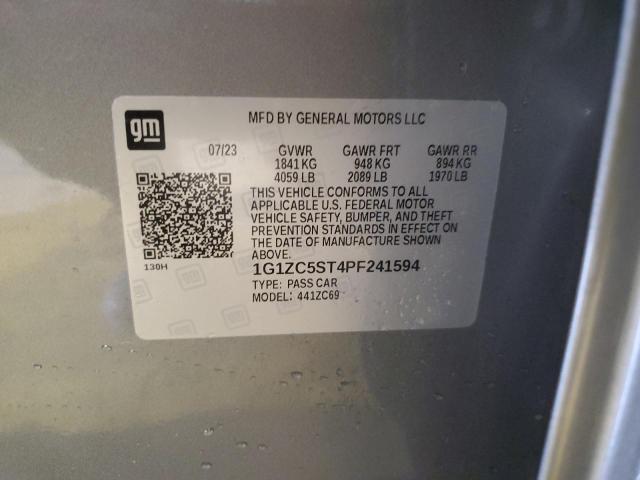 gm
MFD BY GENERAL MOTORS LLC
07/23 GVWR GAWR FRT GAWR RR
1841 KG 948 KG 894 KG
4059 LB 2089 LB 1970 LB
THIS VEHICLE CONFORMS TO ALL
APPLICABLE U.S. FEDERAL MOTOR
VEHICLE SAFETY, BUMPER, AND THEFT
PREVENTION STANDARDS IN EFFECT ON
THE DATE OF MANUFACTURE SHOWN
ABOVE.
130H 1G1ZC5ST4PF241594
TYPE: PASS CAR
MODEL: 441ZC69